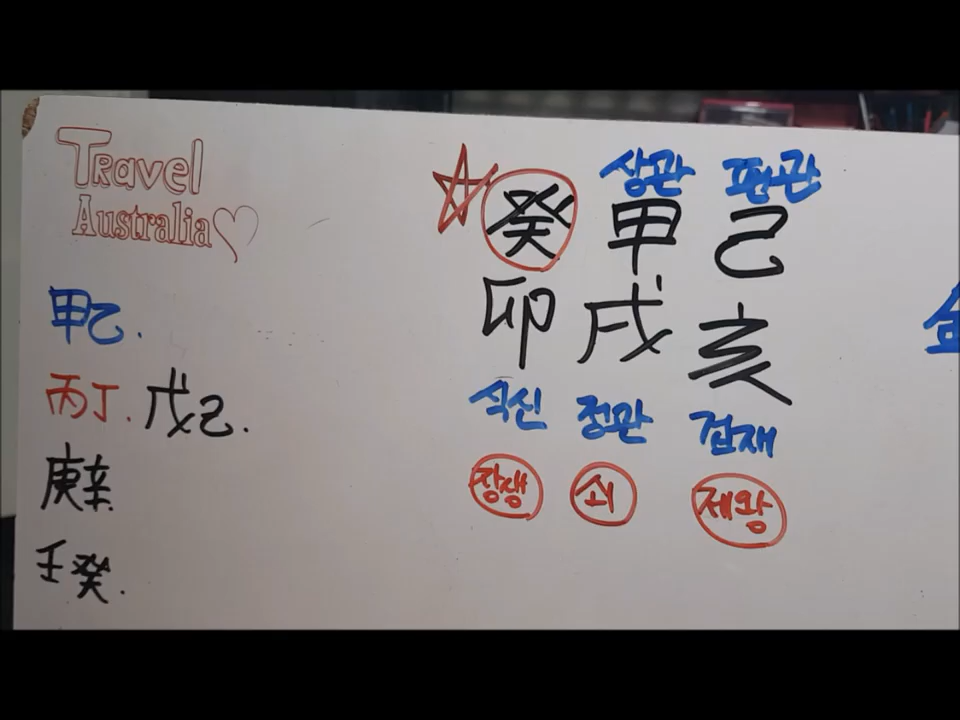 Travel
Australia
甲乙.
丙丁. 戊己.
庚辛.
壬癸.
상관 편관
癸 甲 己
卯 戌 亥
식신 정관 겁재
장생 쇠 제왕